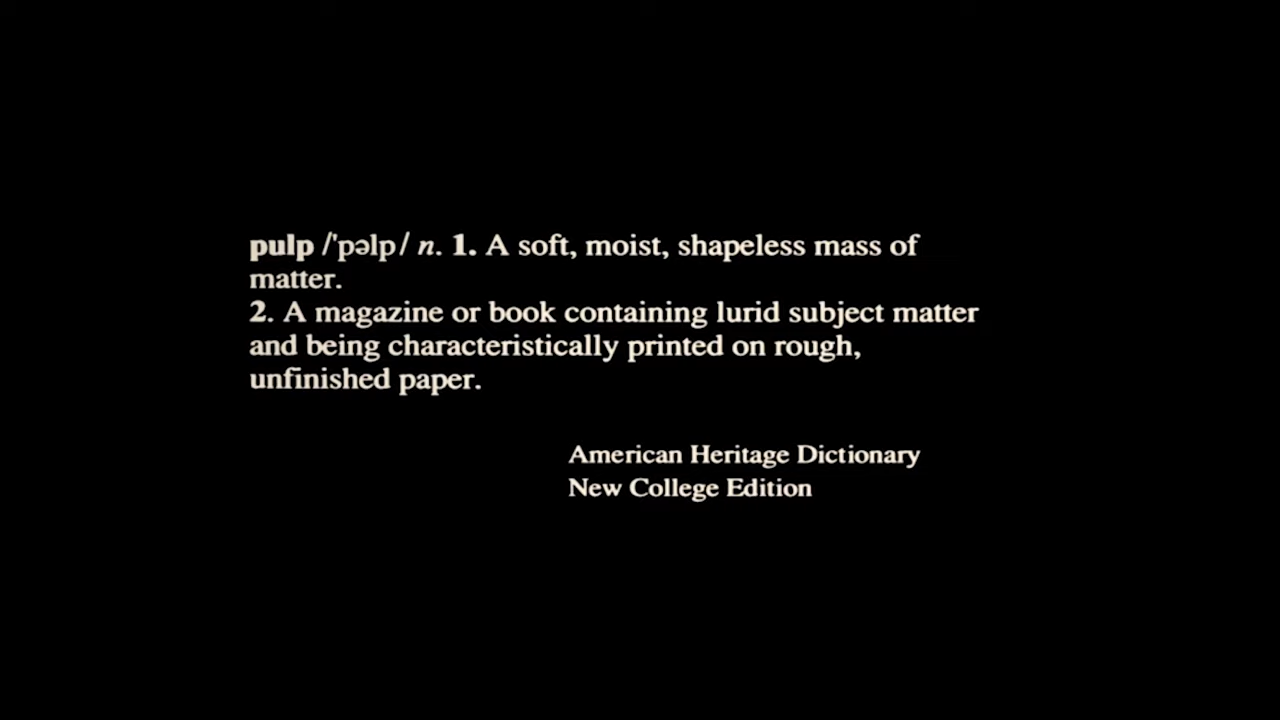 pulp /'pəlp/ n. 1. A soft, moist, shapeless mass of
matter.
2. A magazine or book containing lurid subject matter
and being characteristically printed on rough,
unfinished paper.
American Heritage Dictionary
New College Edition